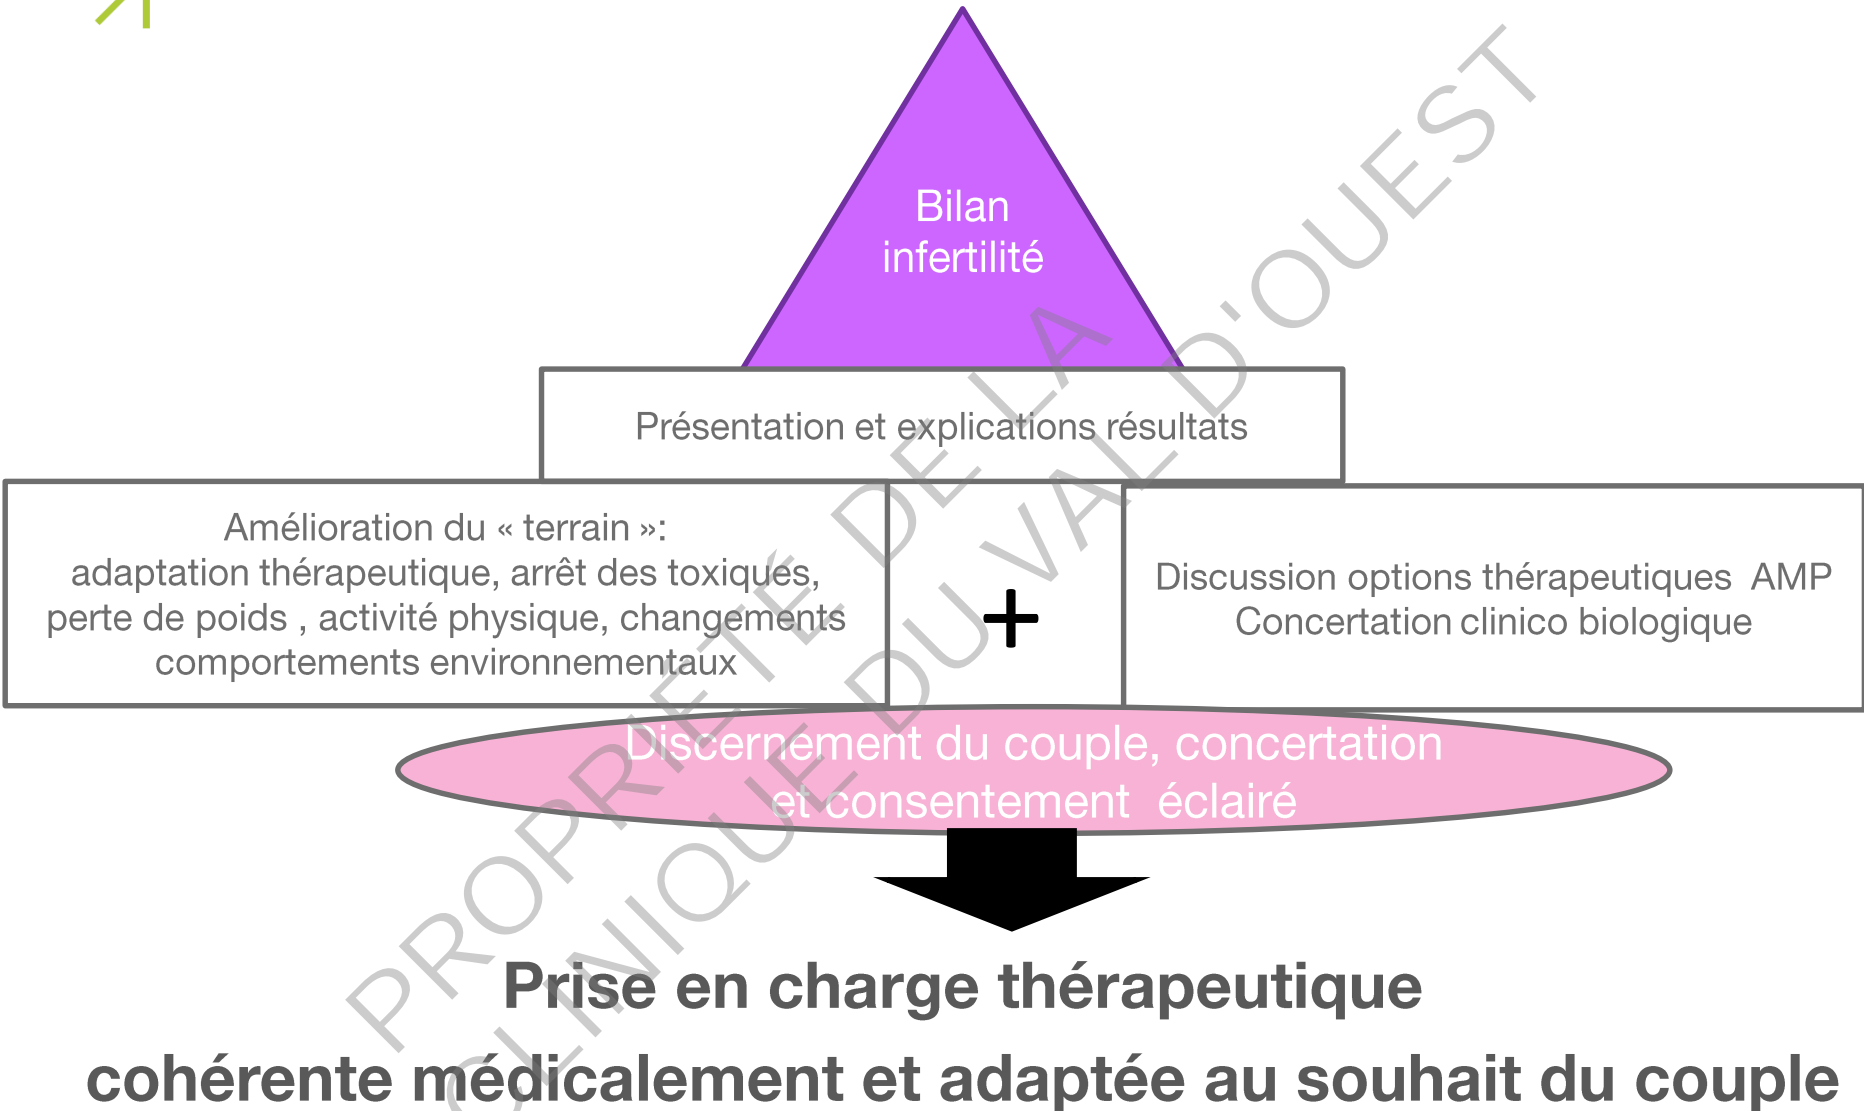 Bilan
infertilité
Présentation et explications résultats
Amélioration du « terrain »:
adaptation thérapeutique, arrêt des toxiques,
perte de poids , activité physique, changements
comportements environnementaux
+
Discussion options thérapeutiques AMP
Concertation clinico biologique
Discernement du couple, concertation
et consentement éclairé
Prise en charge thérapeutique
cohérente médicalement et adaptée au souhait du couple
PROPRIETE DE LA
CLINIQUE DU VAL D'OUEST